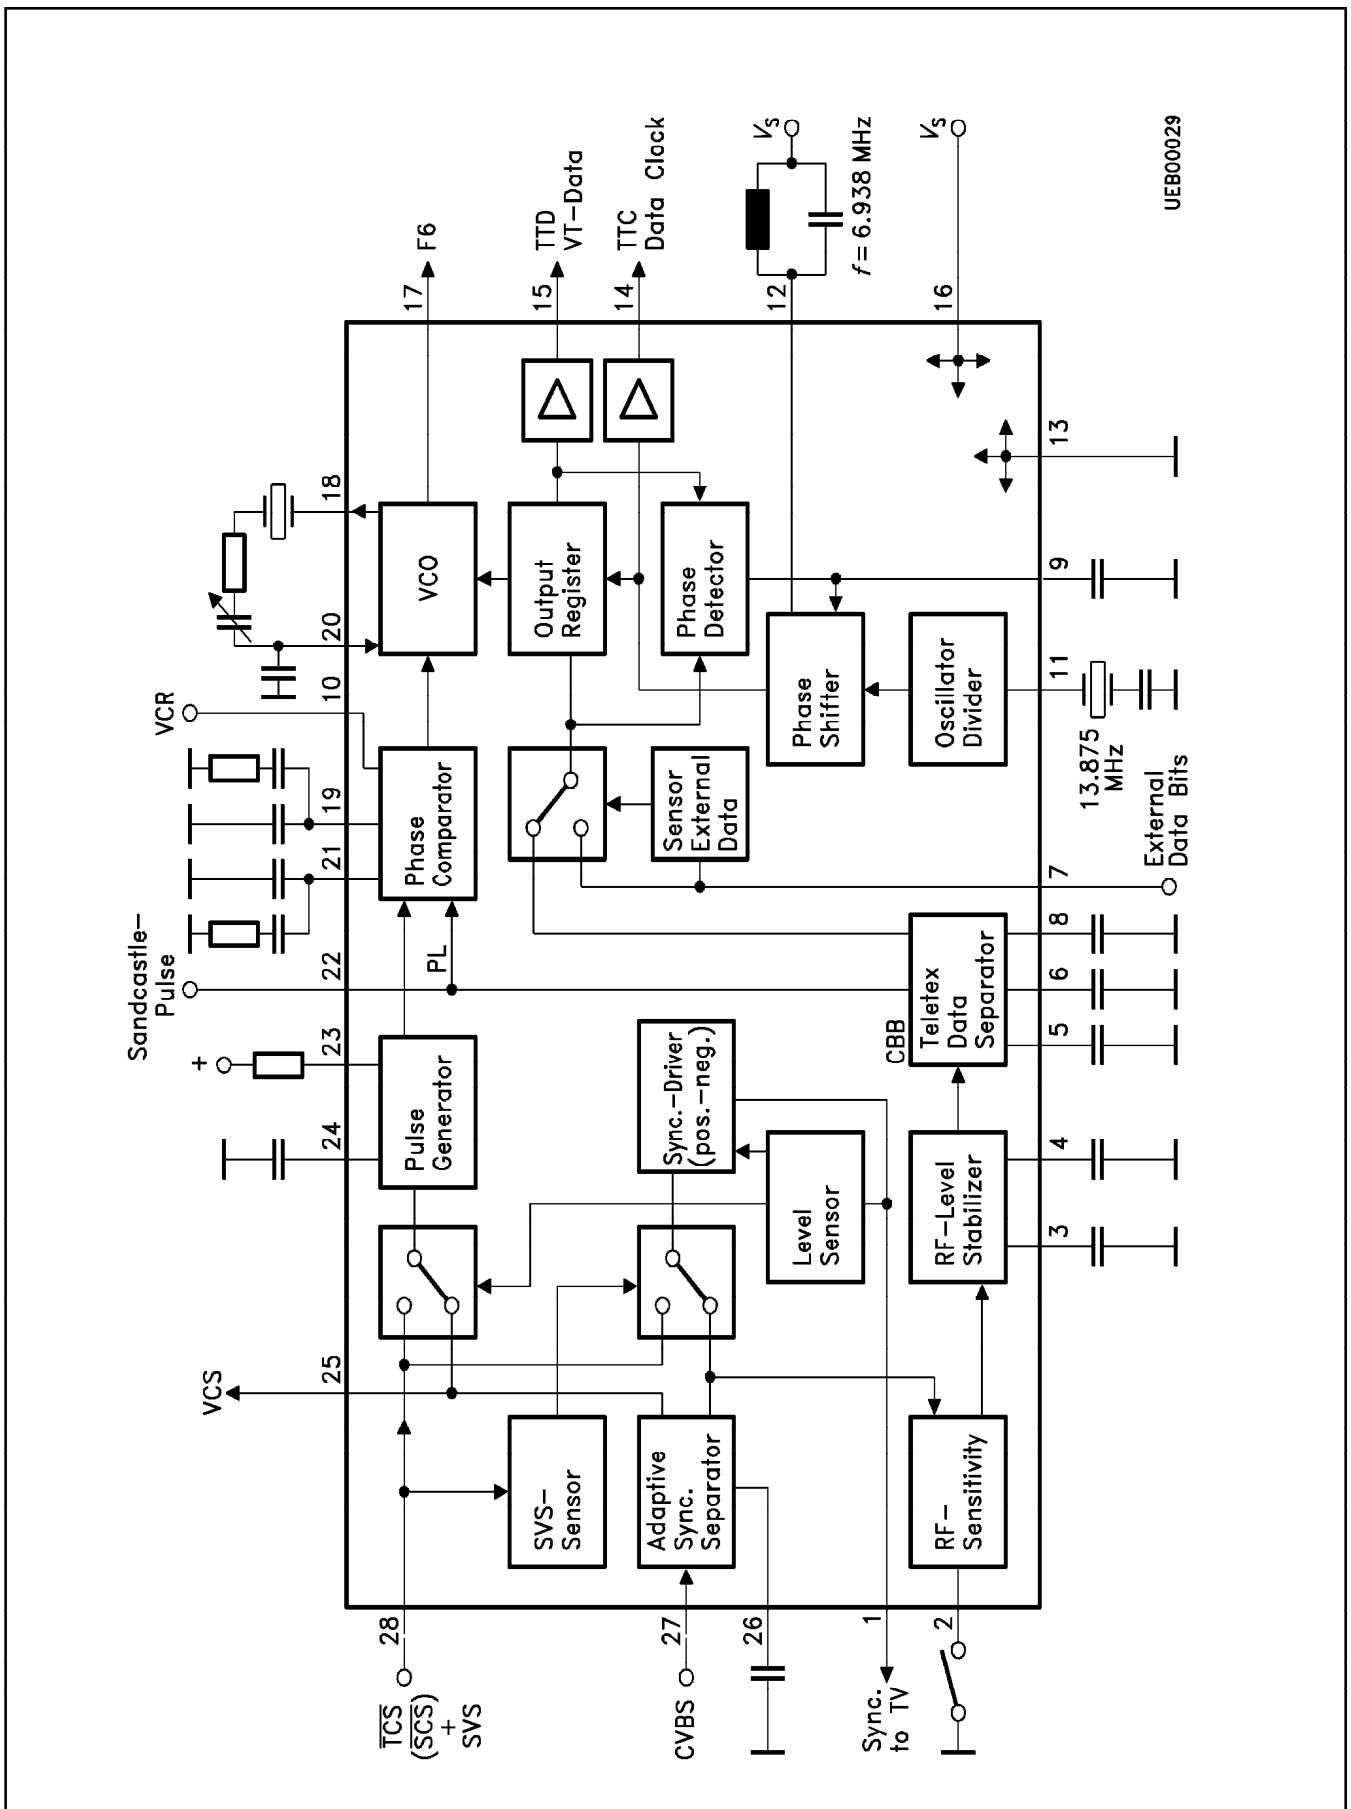 Sandcastle-
Pulse
VCR
VCS
+
25
24
23
22
21
19
10
20
18
17
F6
Pulse
Generator
Phase
Comparator
VCO
PL
28
TCS
(SCS)
+
SVS
SVS-
Sensor
Sync.-Driver
(pos.-neg.)
Sensor
External
Data
Output
Register
15
TTD
VT-Data
14
TTC
Data Clock
27
CVBS
Adaptive
Sync.
Separator
26
Level
Sensor
Phase
Detector
Phase
Shifter
12
Vs
f = 6.938 MHz
1
Sync.
to TV
2
RF-
Sensitivity
RF-Level
Stabilizer
CBB
Teletex
Data
Separator
Oscillator
Divider
16
Vs
3
4
5
6
8
7
11
9
13
13.875
MHz
External
Data Bits
UEB00029